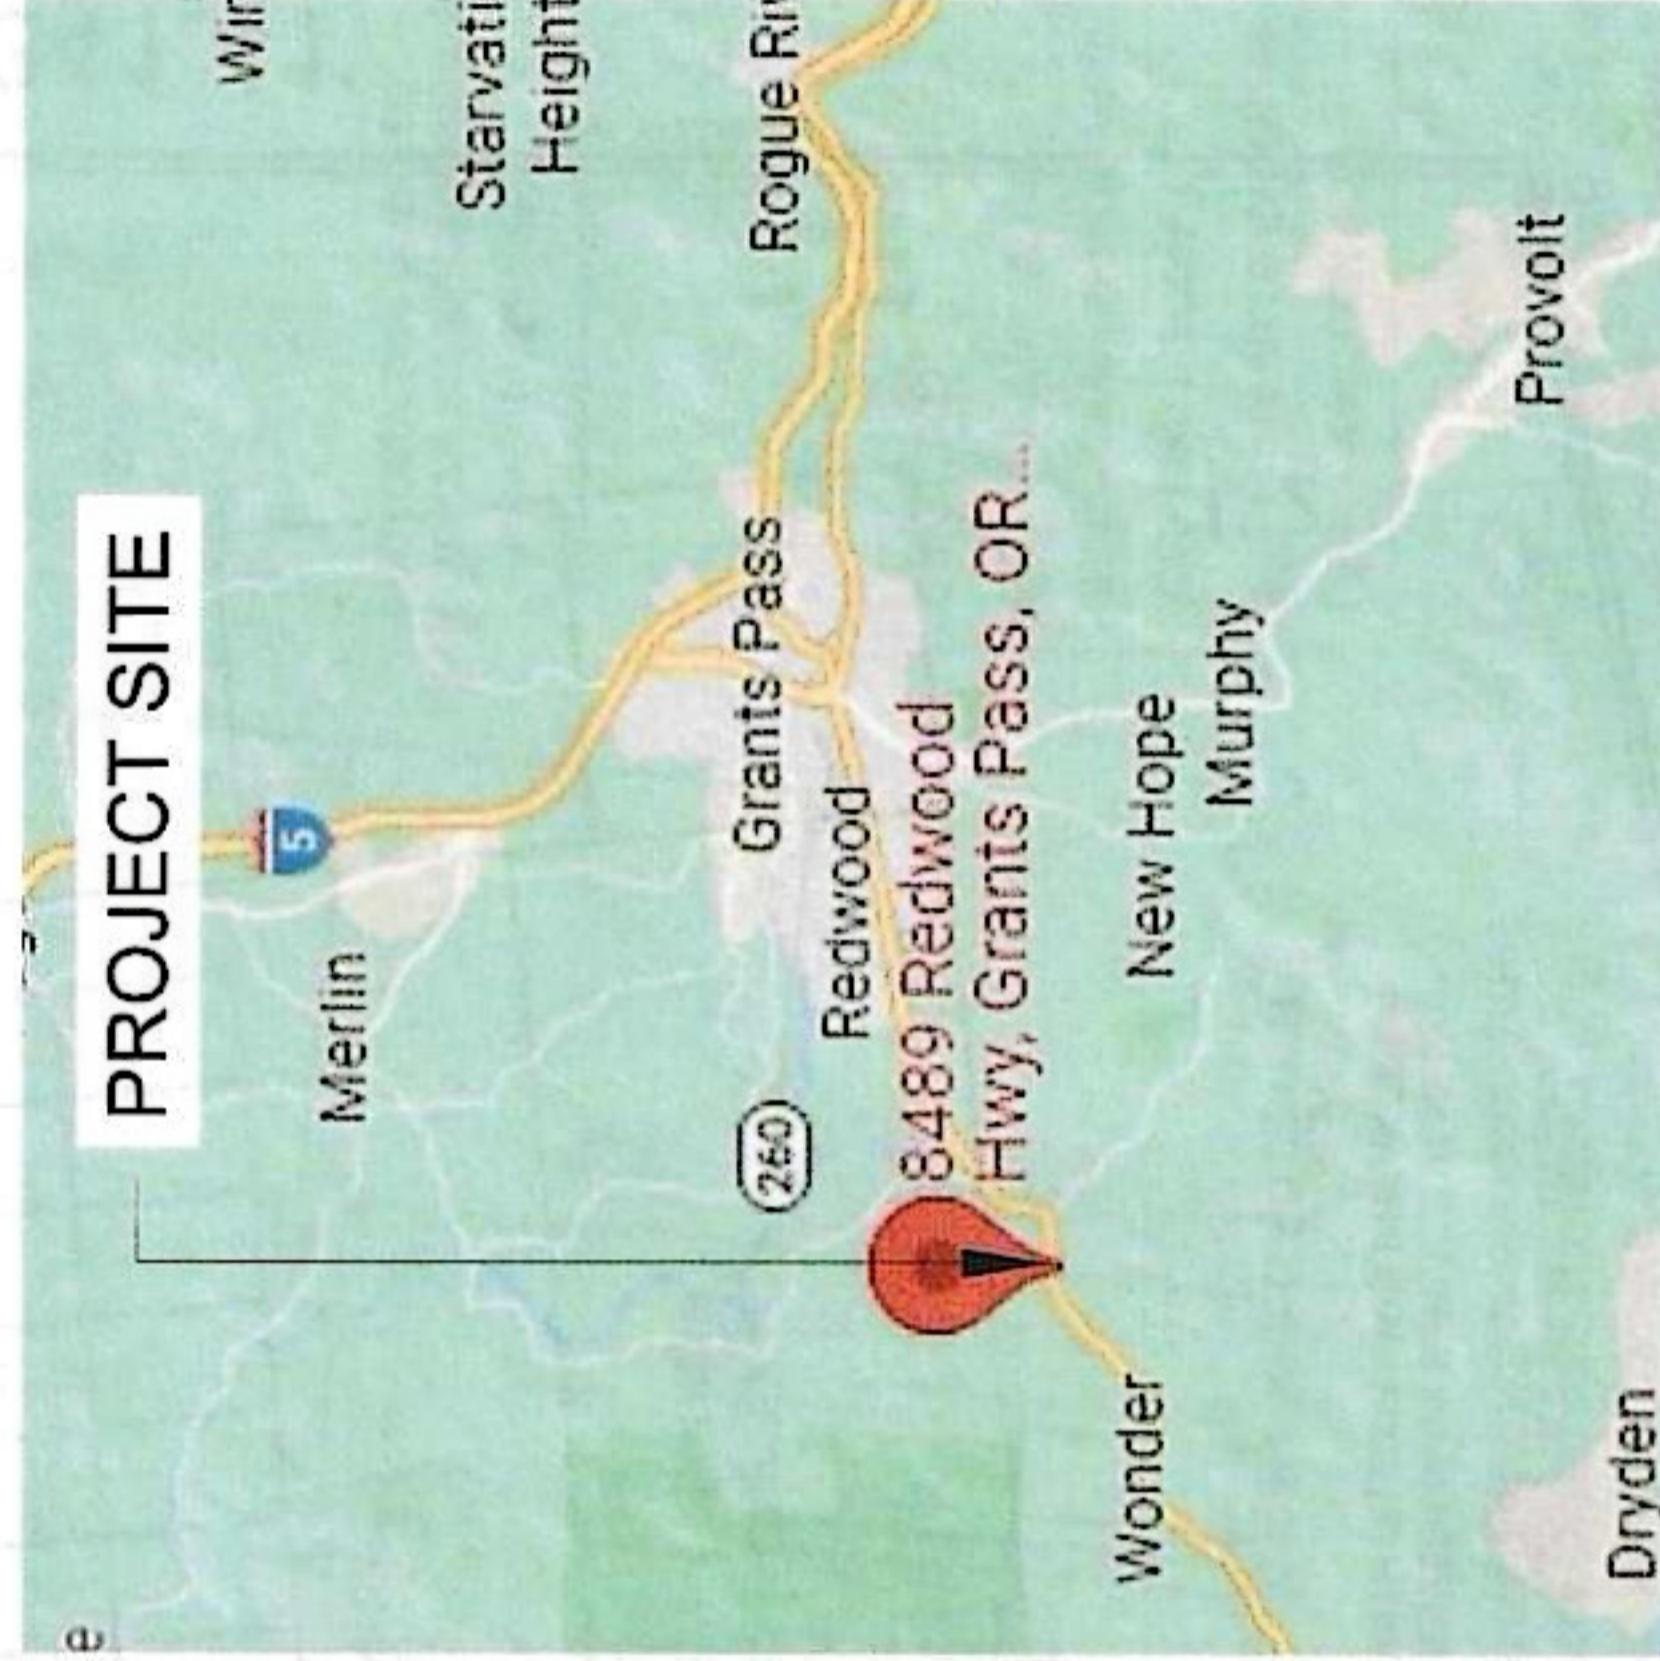 PROJECT SITE
5
Merlin
Starvati
Height
Grants Pass
Rogue Riv
260
Redwood
8489 Redwood
Hwy, Grants Pass, OR...
New Hope
Murphy
Wonder
Provolt
Dryden